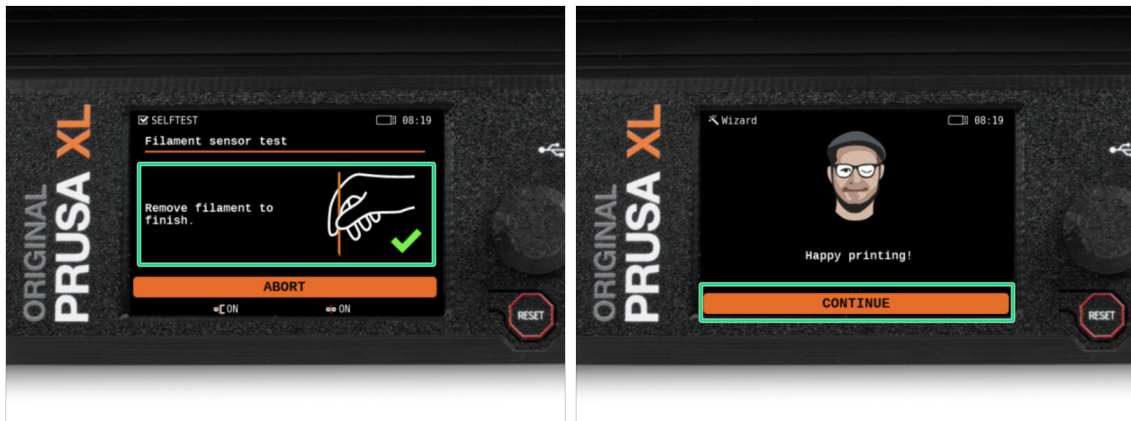 ORIGINAL
PRUSA XL
SELFTEST
08:19
Filament sensor test
Remove filament to
finish.
ABORT
ON
ON
RESET
ORIGINAL
PRUSA XL
Wizard
08:19
Happy printing!
CONTINUE
RESET